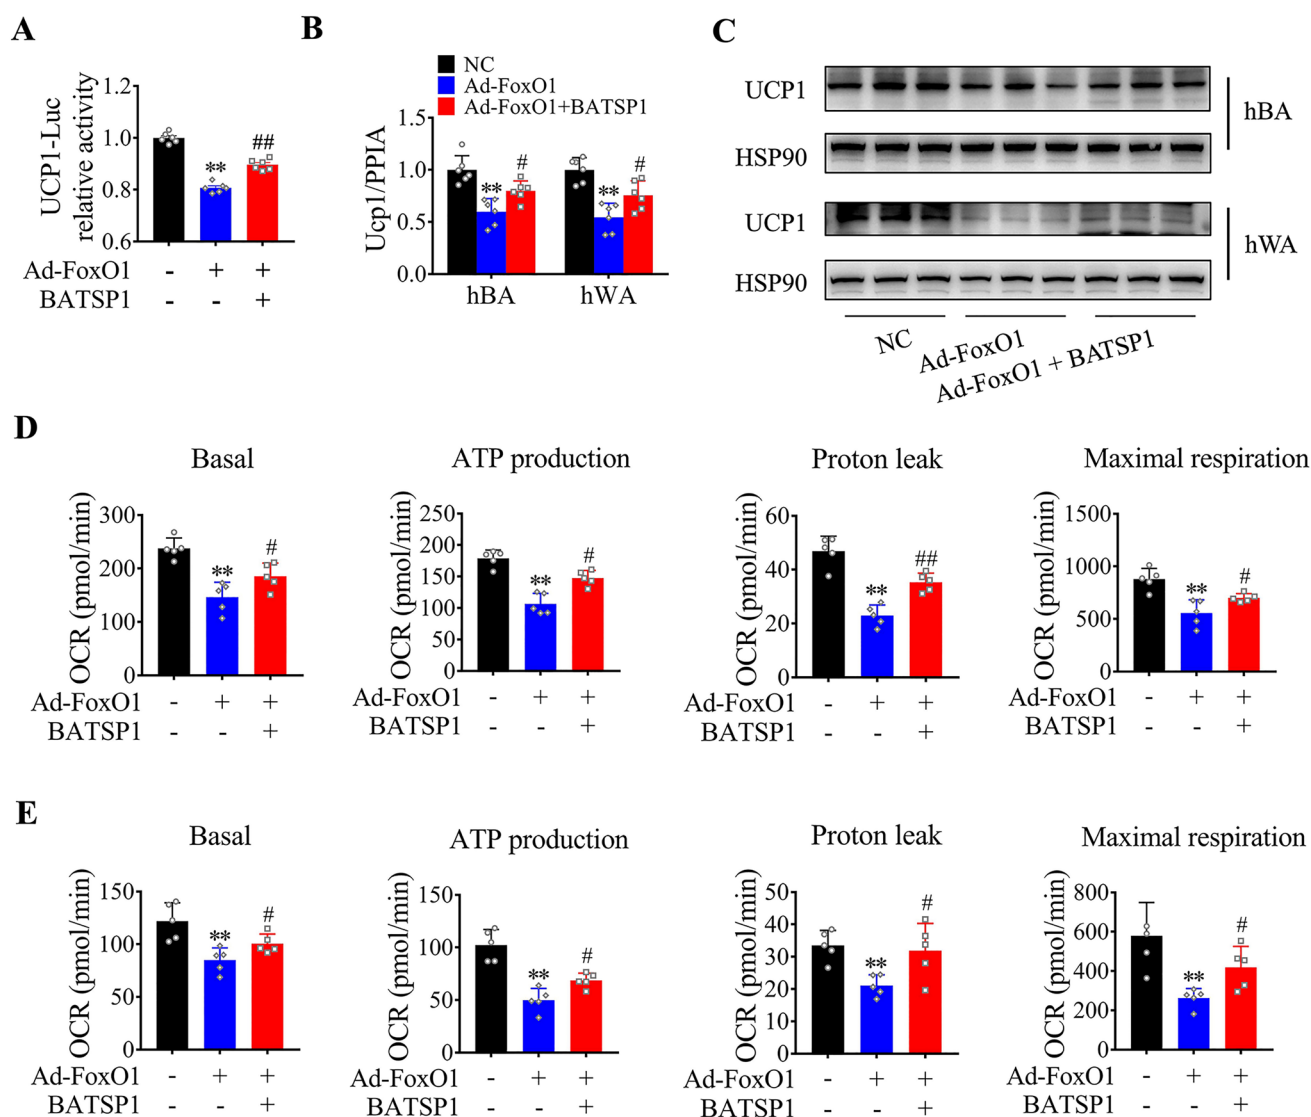 A
UCP1-Luc
relative activity
1.2
1.0
0.8
0.6
**
##
Ad-FoxO1 - + +
BATSP1 - - +
B
NC
Ad-FoxO1
Ad-FoxO1+BATSP1
Ucp1/PPIA
1.5
1.0
0.5
0.0
** #
** #
hBA hWA
C
UCP1
HSP90
hBA
UCP1
HSP90
hWA
NC
Ad-FoxO1
Ad-FoxO1 + BATSP1
D
Basal
OCR (pmol/min)
300
200
100
0
** #
Ad-FoxO1 - + +
BATSP1 - - +
ATP production
OCR (pmol/min)
250
200
150
100
50
0
** #
Ad-FoxO1 - + +
BATSP1 - - +
Proton leak
OCR (pmol/min)
60
40
20
0
** ##
Ad-FoxO1 - + +
BATSP1 - - +
Maximal respiration
OCR (pmol/min)
1500
1000
500
0
** #
Ad-FoxO1 - + +
BATSP1 - - +
E
Basal
OCR (pmol/min)
150
100
50
0
** #
Ad-FoxO1 - + +
BATSP1 - - +
ATP production
OCR (pmol/min)
150
100
50
0
** #
Ad-FoxO1 - + +
BATSP1 - - +
Proton leak
OCR (pmol/min)
50
40
30
20
10
0
** #
Ad-FoxO1 - + +
BATSP1 - - +
Maximal respiration
OCR (pmol/min)
800
600
400
200
0
** #
Ad-FoxO1 - + +
BATSP1 - - +